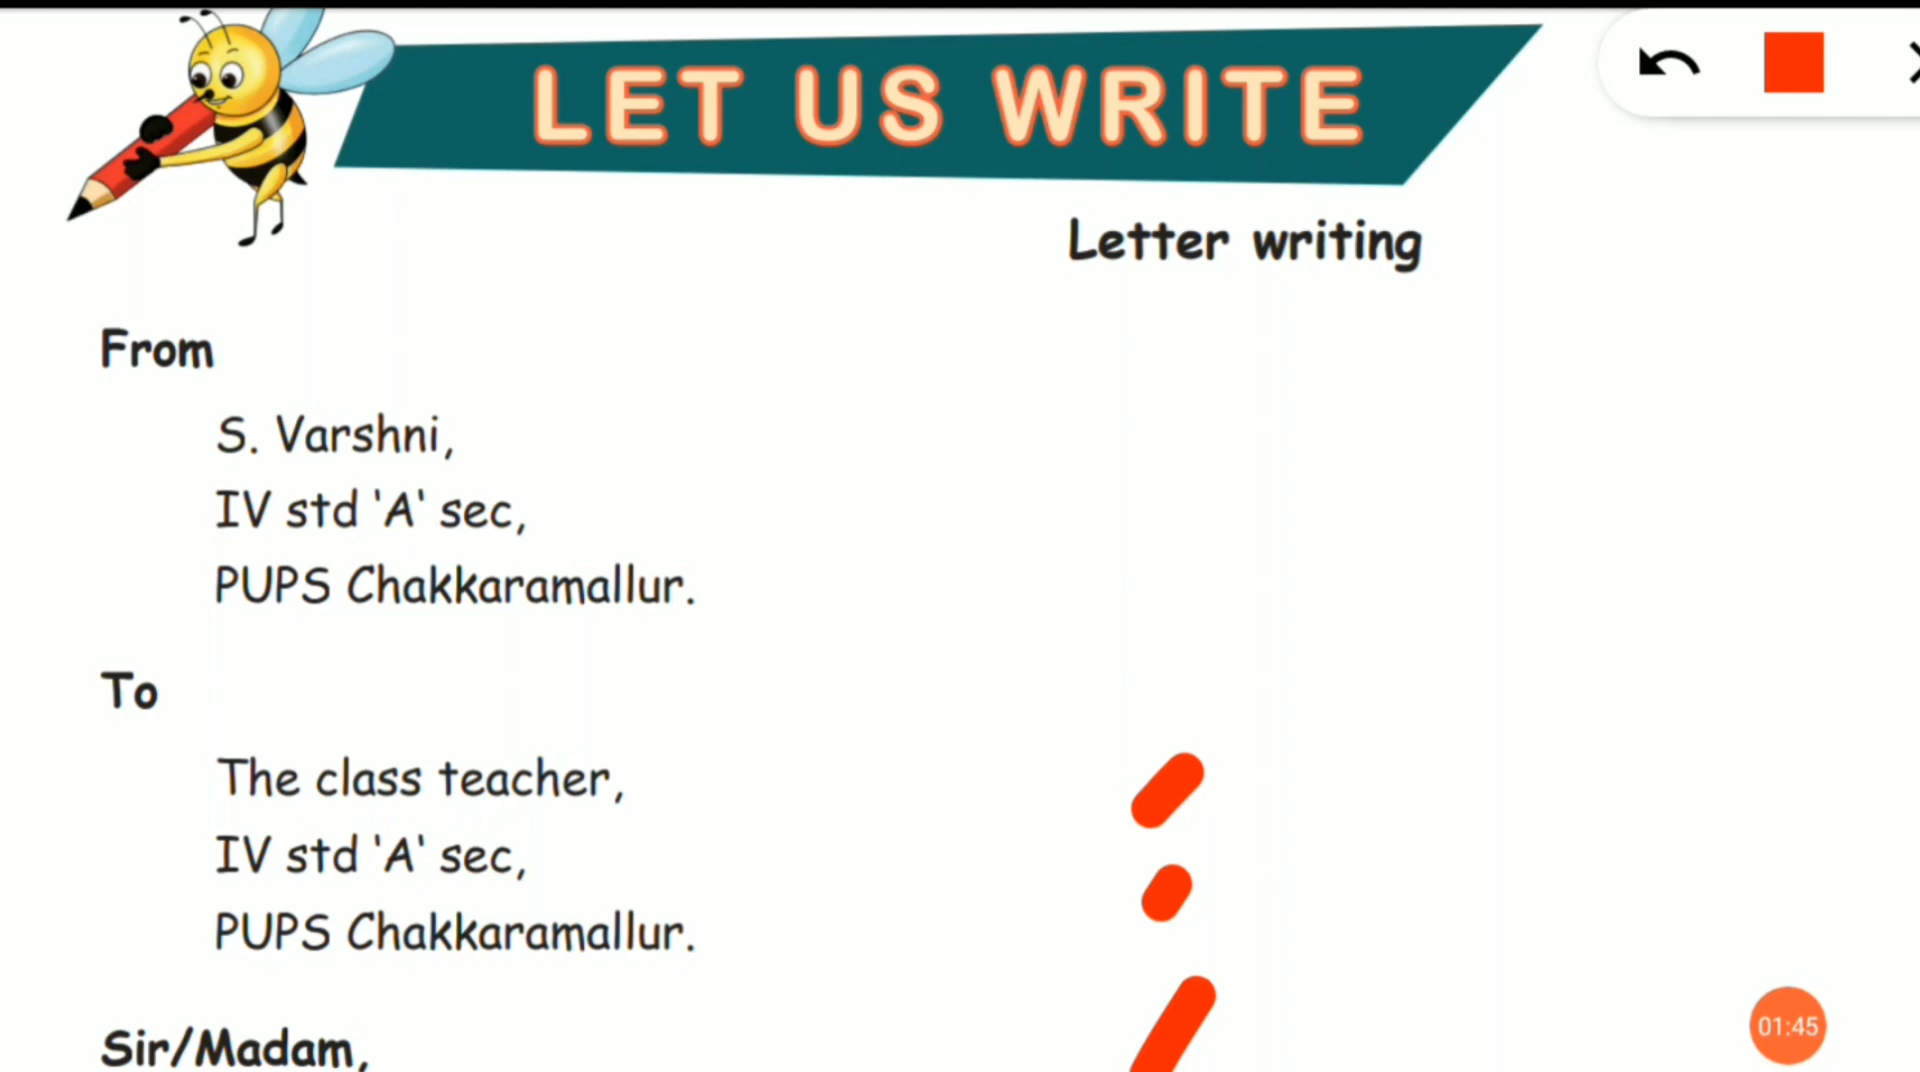 LET US WRITE
Letter writing
From
S. Varshni,
IV std 'A' sec,
PUPS Chakkaramallur.
To
The class teacher,
IV std 'A' sec,
PUPS Chakkaramallur.
Sir/Madam,
01:45